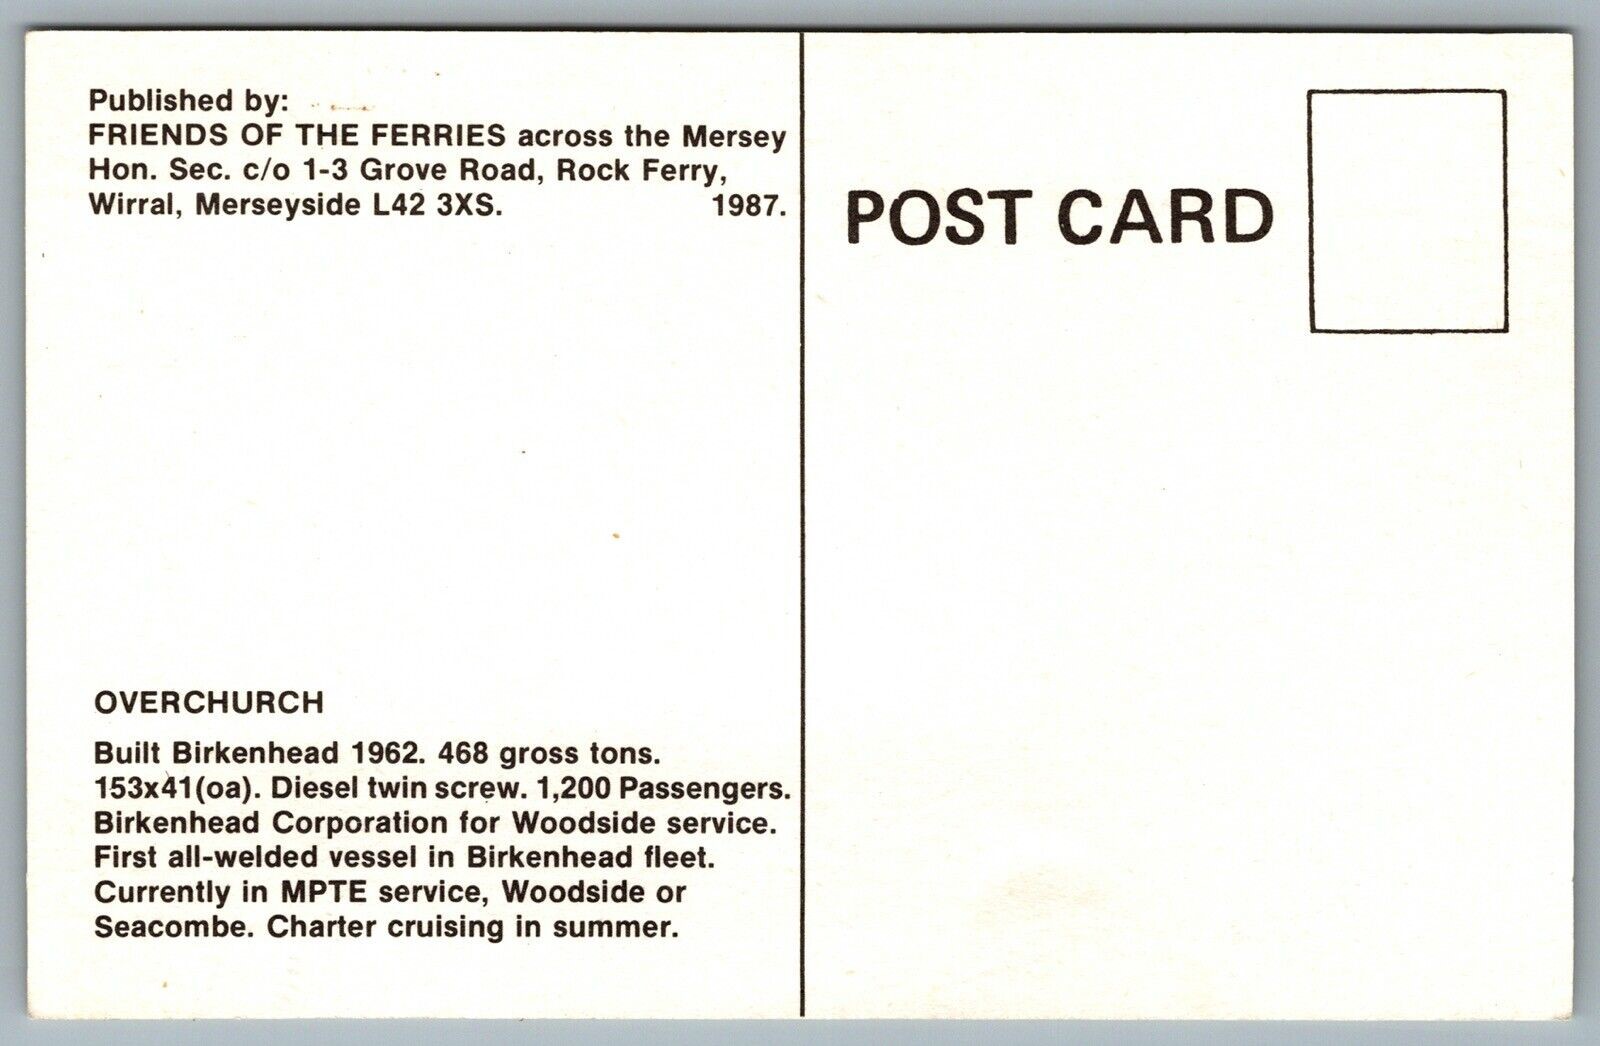 Published by:
FRIENDS OF THE FERRIES across the Mersey
Hon. Sec. c/o 1-3 Grove Road, Rock Ferry,
Wirral, Merseyside L42 3XS. 1987.
POST CARD
OVERCHURCH
Built Birkenhead 1962. 468 gross tons.
153x41(oa). Diesel twin screw. 1,200 Passengers.
Birkenhead Corporation for Woodside service.
First all-welded vessel in Birkenhead fleet.
Currently in MPTE service, Woodside or
Seacombe. Charter cruising in summer.